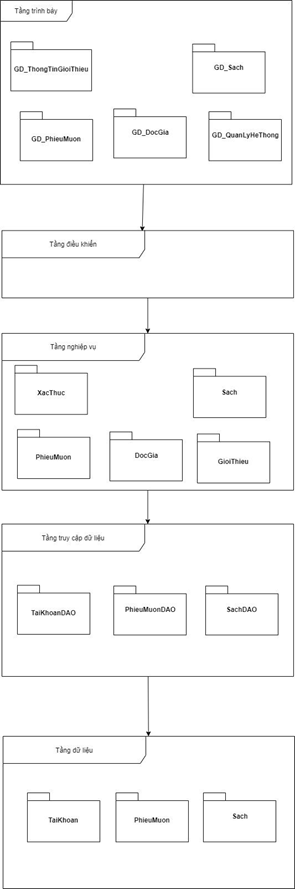 Tầng trình bày
GD_ThongTinGioiThieu
GD_Sach
GD_PhieuMuon
GD_DocGia
GD_QuanLyHeThong
Tầng điều khiển
Tầng nghiệp vụ
XacThuc
Sach
PhieuMuon
DocGia
GioiThieu
Tầng truy cập dữ liệu
TaiKhoanDAO
PhieuMuonDAO
SachDAO
Tầng dữ liệu
TaiKhoan
PhieuMuon
Sach